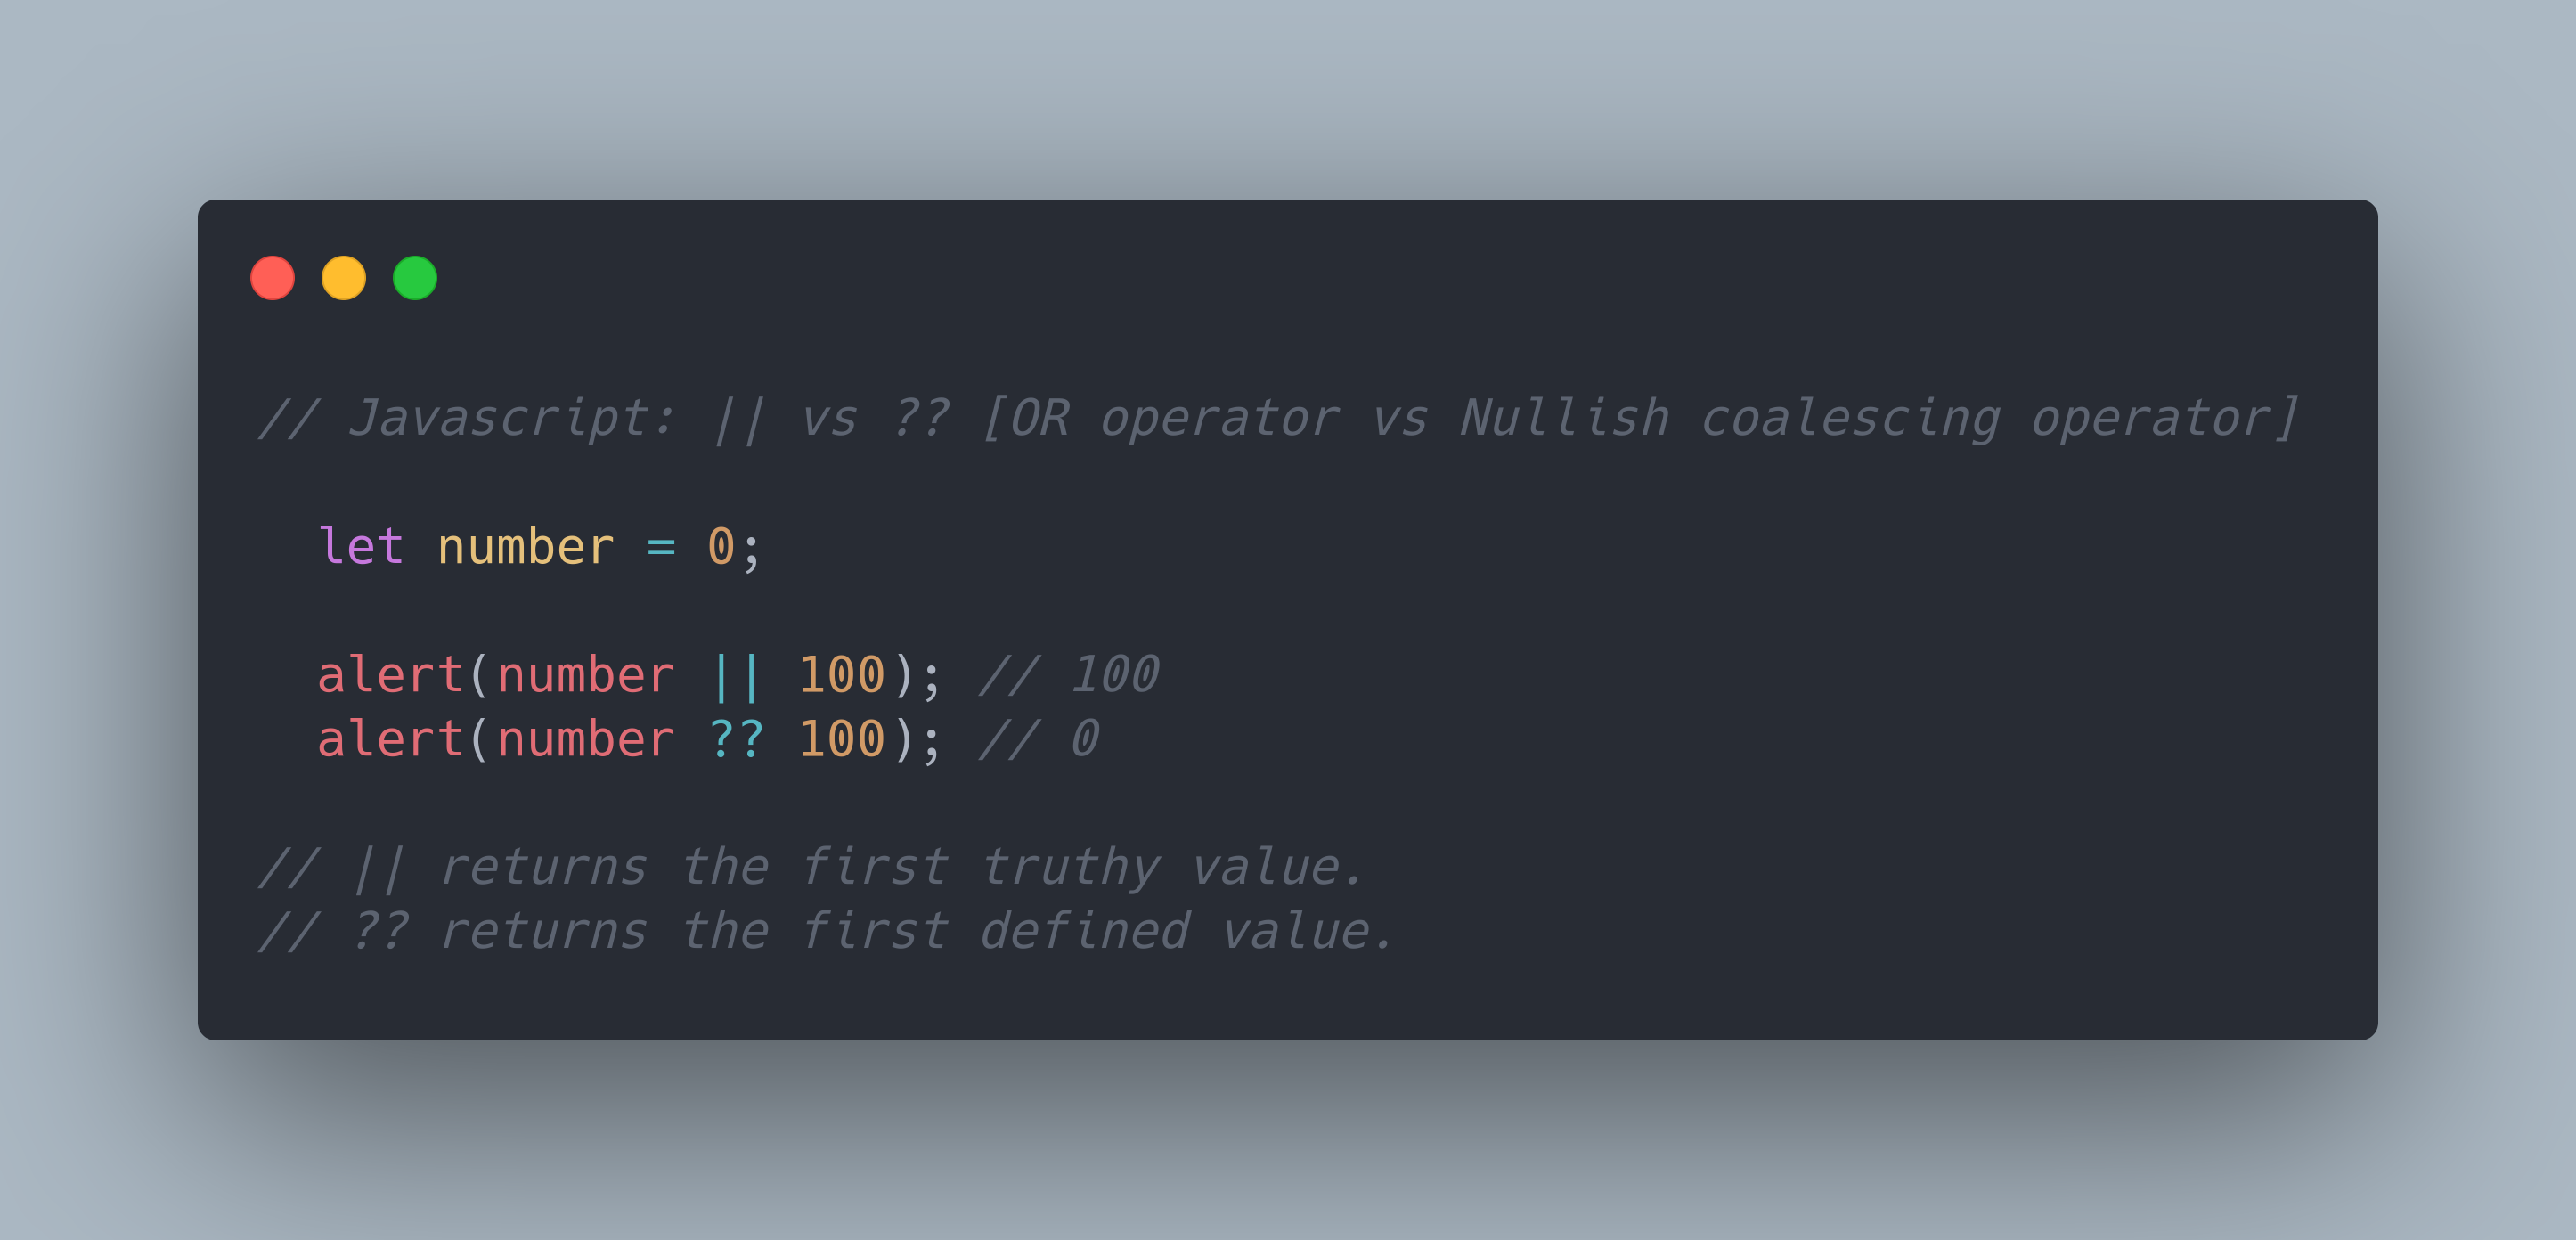 // Javascript: || vs ?? [OR operator vs Nullish coalescing operator]
let number = 0;
alert(number || 100); // 100
alert(number ?? 100); // 0
// || returns the first truthy value.
// ?? returns the first defined value.